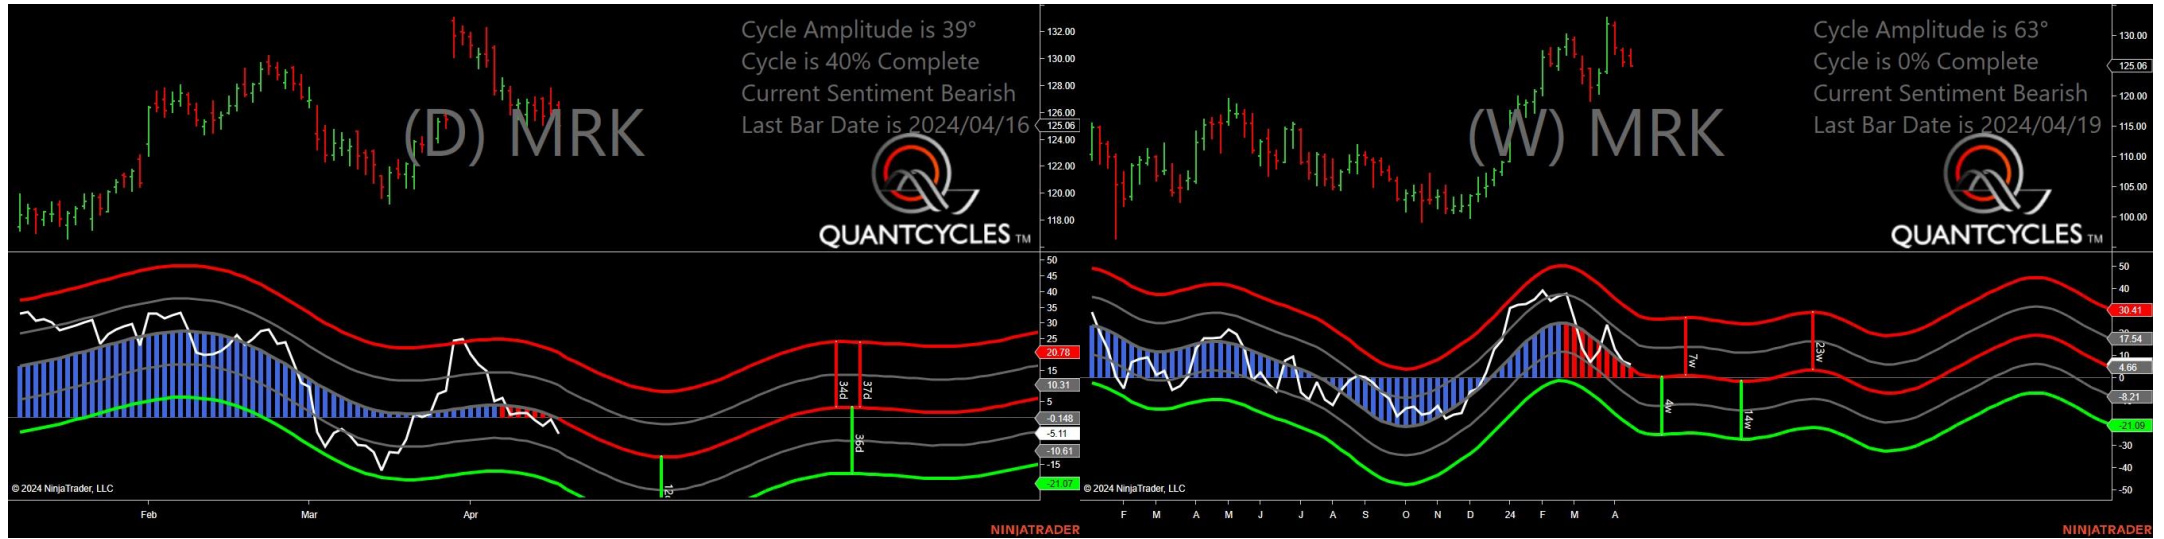 Cycle Amplitude is 39°
Cycle is 40% Complete
Current Sentiment Bearish
Last Bar Date is 2024/04/16
(D) MRK
QUANTCYCLES TM
132.00
130.00
128.00
126.00
125.06
124.00
122.00
120.00
118.00
50
45
40
35
30
25
20.78
15
10.31
5
-0.148
-5.11
-10.61
-15
-21.07
34d
37d
36d
© 2024 NinjaTrader, LLC
Feb Mar Apr
NINJATRADER
Cycle Amplitude is 63°
Cycle is 0% Complete
Current Sentiment Bearish
Last Bar Date is 2024/04/19
(W) MRK
QUANTCYCLES TM
130.00
125.06
120.00
115.00
110.00
105.00
100.00
50
40
30.41
17.54
10
4.66
0
-8.21
-21.09
-30
-40
-50
7w
23w
4w
14w
© 2024 NinjaTrader, LLC
F M A M J J A S O N D 24 F M A
NINJATRADER